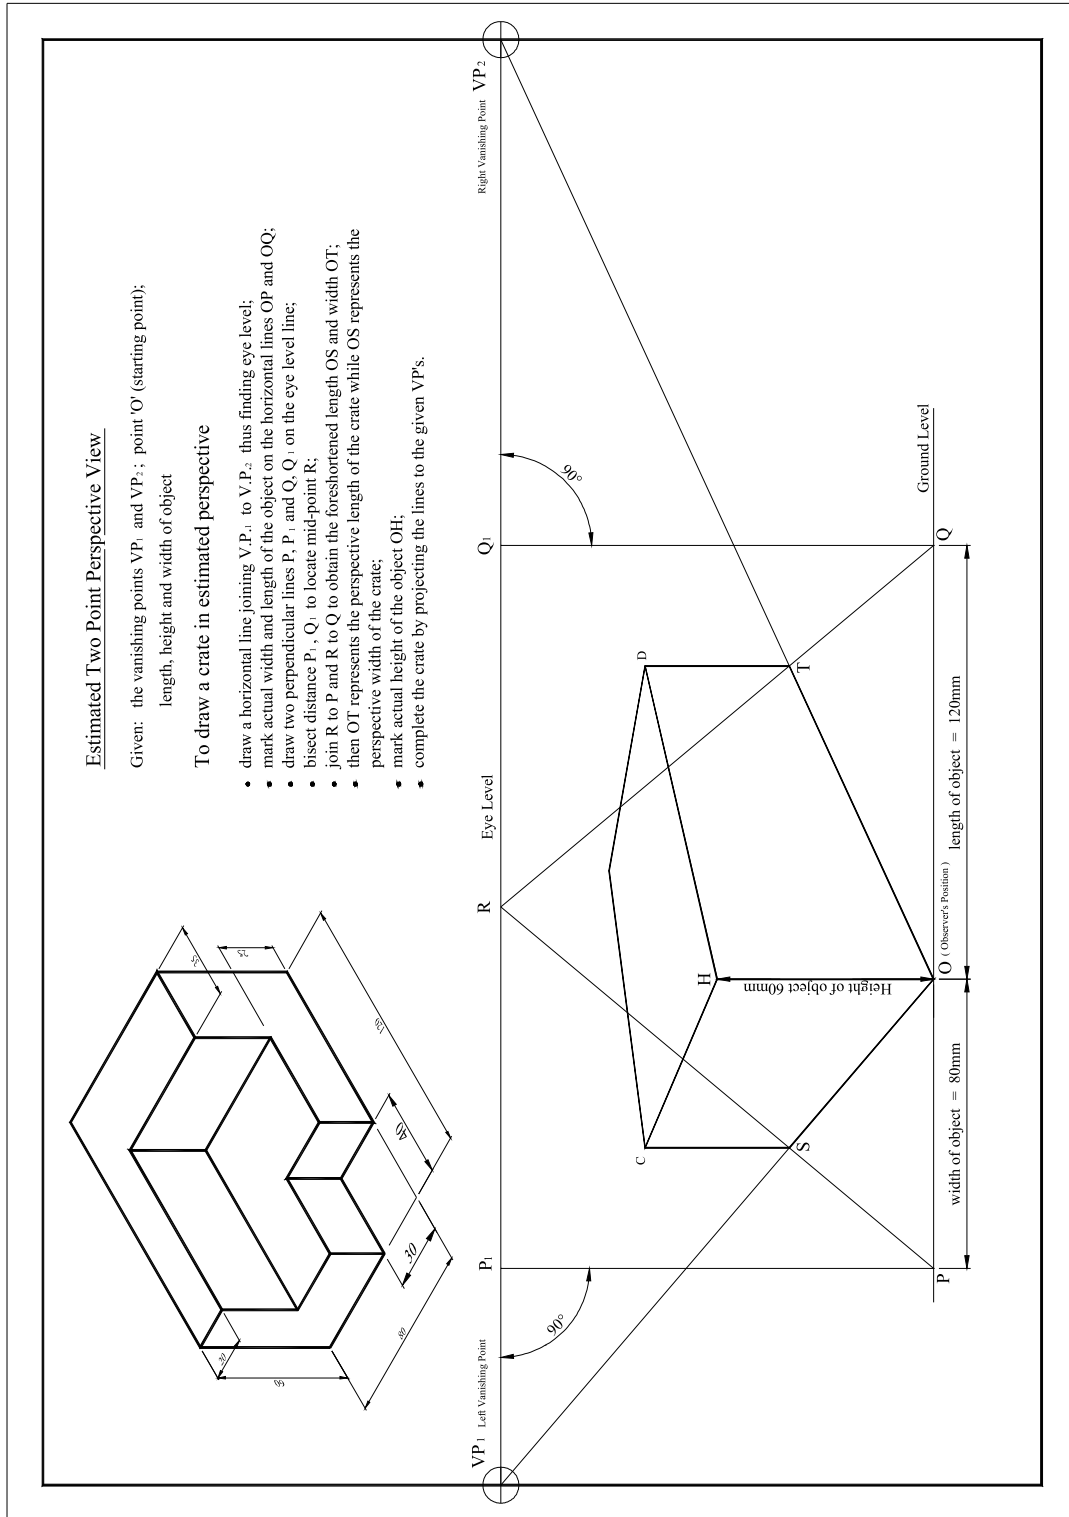 Estimated Two Point Perspective View
Given: the vanishing points VP1 and VP2; point 'O' (starting point);
length, height and width of object
To draw a crate in estimated perspective
• draw a horizontal line joining V.P.1 to V.P.2 thus finding eye level;
• mark actual width and length of the object on the horizontal lines OP and OQ;
• draw two perpendicular lines P, P1 and Q, Q1 on the eye level line;
• bisect distance P1, Q1 to locate mid-point R;
• join R to P and R to Q to obtain the foreshortened length OS and width OT;
• then OT represents the perspective length of the crate while OS represents the
perspective width of the crate;
• mark actual height of the object OH;
• complete the crate by projecting the lines to the given VP's.
20
60
80
30
40
120
35
25
VP1 Left Vanishing Point
P1
R
Eye Level
Q1
Right Vanishing Point VP2
90°
90°
C
H
D
S
T
Height of object 60mm
P
O (Observer's Position)
Q
Ground Level
width of object = 80mm
length of object = 120mm